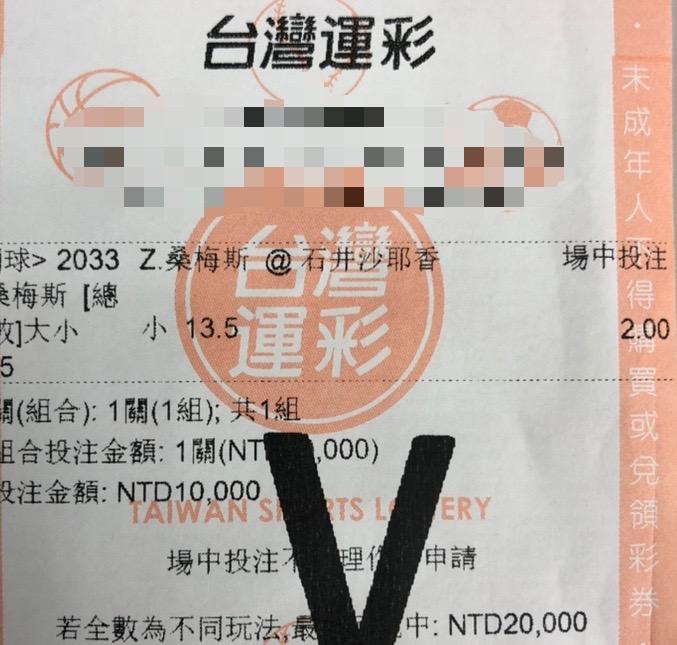 台灣運彩
球> 2033 Z.桑梅斯 @ 石井沙耶香 場中投注
桑梅斯 [總
數]大小 小 13.5 2.00
5
關(組合): 1關(1組); 共1組
組合投注金額: 1關(NT ,000)
投注金額: NTD10,000
TAIWAN SPORTS LOTTERY
場中投注不 理 申請
若全數為不同玩法,最 中: NTD20,000
台灣運彩
未成年人不得購買或兌領彩券